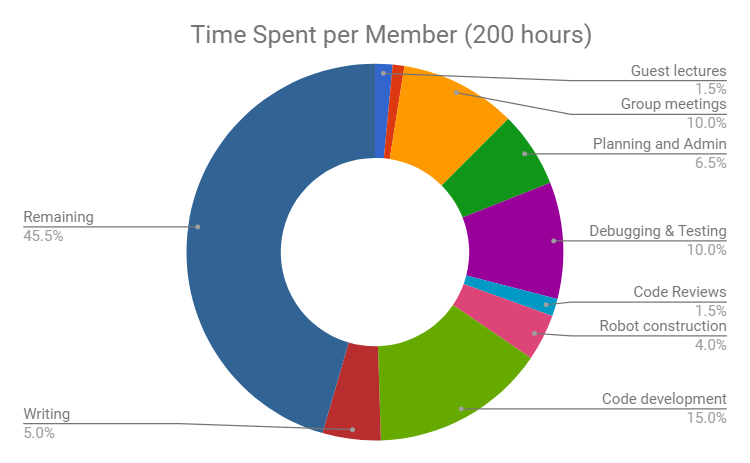 Time Spent per Member (200 hours)
Guest lectures
1.5%
Group meetings
10.0%
Planning and Admin
6.5%
Debugging & Testing
10.0%
Code Reviews
1.5%
Robot construction
4.0%
Code development
15.0%
Remaining
45.5%
Writing
5.0%